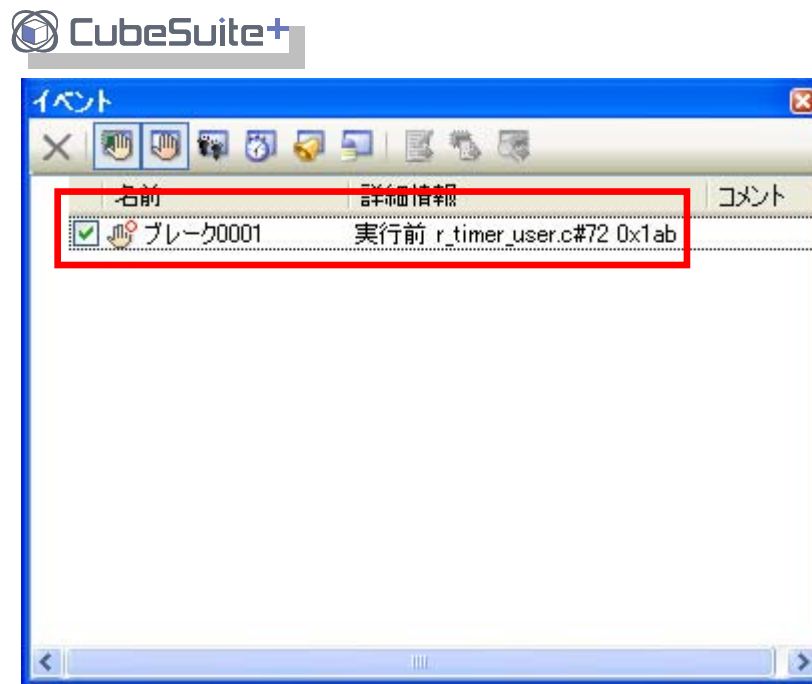 CubeSuite+
イベント
名前 詳細情報 コメント
ブレーク0001 実行前 r_timer_user.c#72 0x1ab